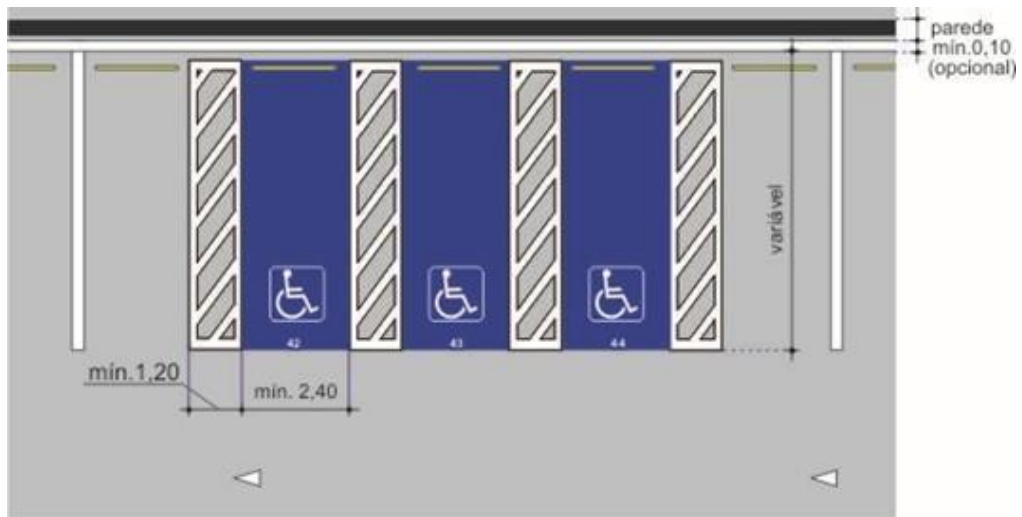 parede
mín.0,10
(opcional)
variável
42
43
44
mín.1,20
mín. 2,40